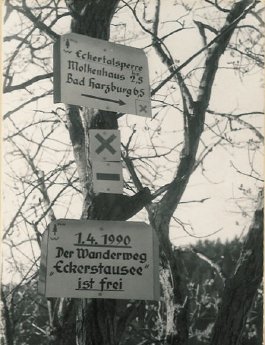 Eckertalsperre
Molkenhaus 2,5
Bad Harzburg 6,5
1.4. 1990
Der Wanderweg
„Eckerstausee"
ist frei